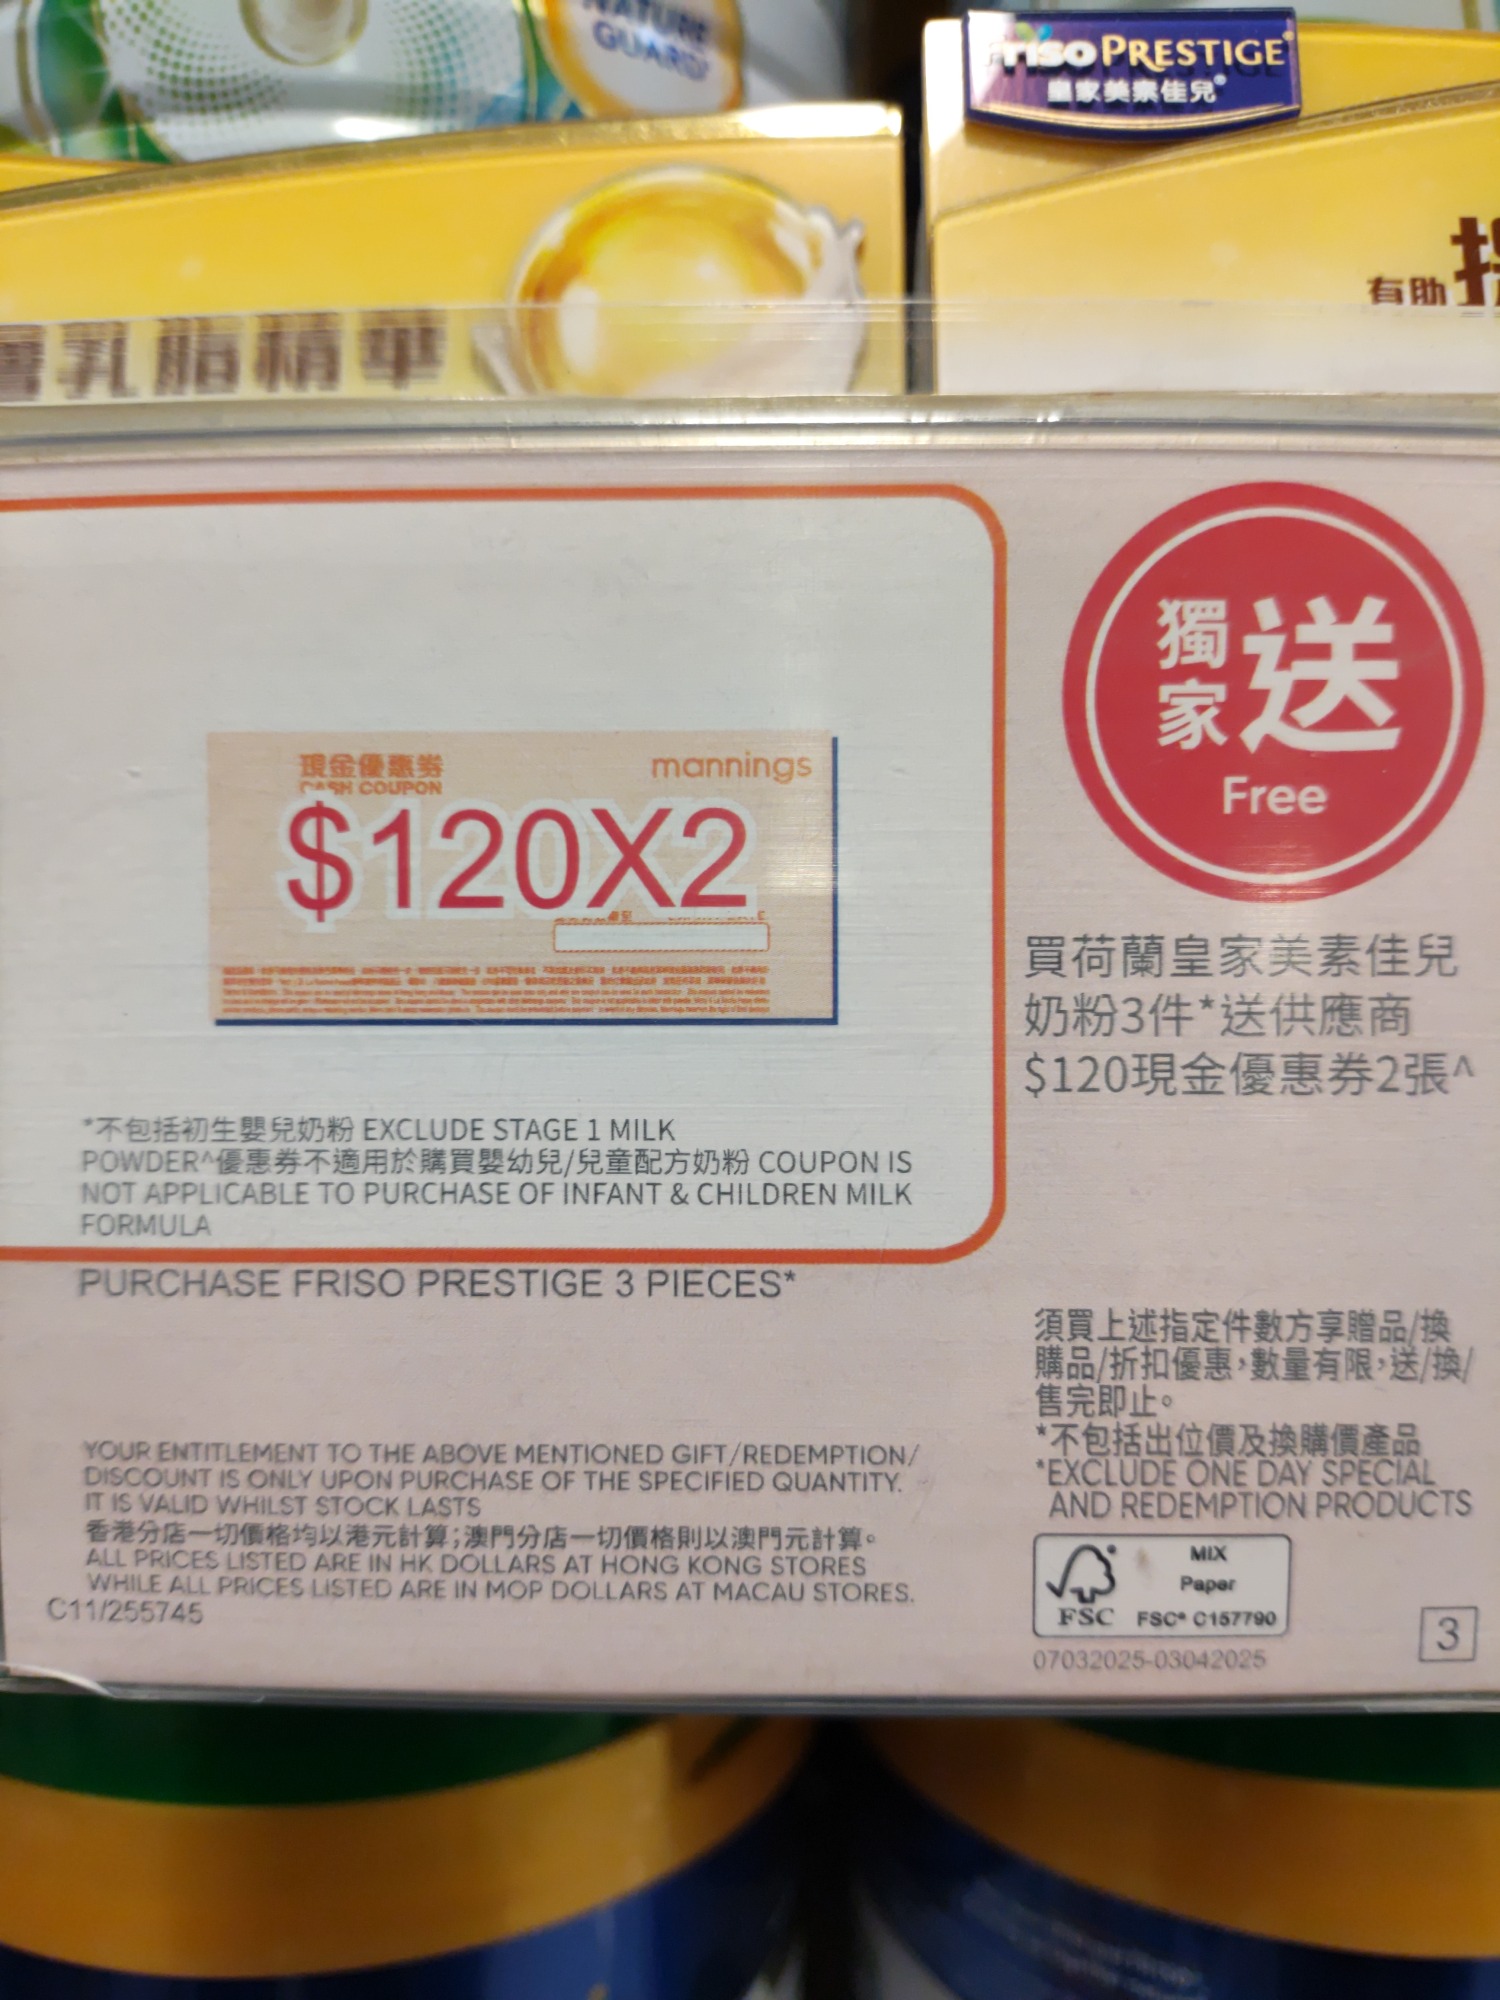 NATURE
GUARD
friso PRESTIGE
皇家美素佳兒®
有助
乳脂精華
獨家送
Free
現金優惠券
mannings
CASH COUPON
$120X2
買荷蘭皇家美素佳兒
奶粉3件*送供應商
$120現金優惠券2張^
*不包括初生嬰兒奶粉 EXCLUDE STAGE 1 MILK
POWDER^優惠券不適用於購買嬰幼兒/兒童配方奶粉 COUPON IS
NOT APPLICABLE TO PURCHASE OF INFANT & CHILDREN MILK
FORMULA
PURCHASE FRISO PRESTIGE 3 PIECES*
須買上述指定件數方享贈品/換
購品/折扣優惠,數量有限,送/換/
售完即止。
*不包括出位價及換購價產品
*EXCLUDE ONE DAY SPECIAL
AND REDEMPTION PRODUCTS
YOUR ENTITLEMENT TO THE ABOVE MENTIONED GIFT/REDEMPTION/
DISCOUNT IS ONLY UPON PURCHASE OF THE SPECIFIED QUANTITY.
IT IS VALID WHILST STOCK LASTS
香港分店一切價格均以港元計算;澳門分店一切價格則以澳門元計算。
ALL PRICES LISTED ARE IN HK DOLLARS AT HONG KONG STORES
WHILE ALL PRICES LISTED ARE IN MOP DOLLARS AT MACAU STORES.
C11/255745
MIX
Paper
FSC FSC® C157790
07032025-03042025
3